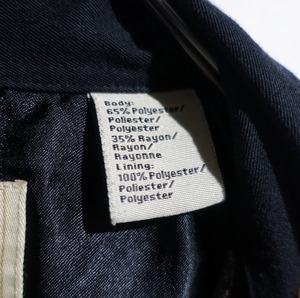 Body:
65% Polyester/
Poliester/
Polyester
35% Rayon/
Rayon/
Rayonne
Lining:
100% Polyester/
Poliester/
Polyester